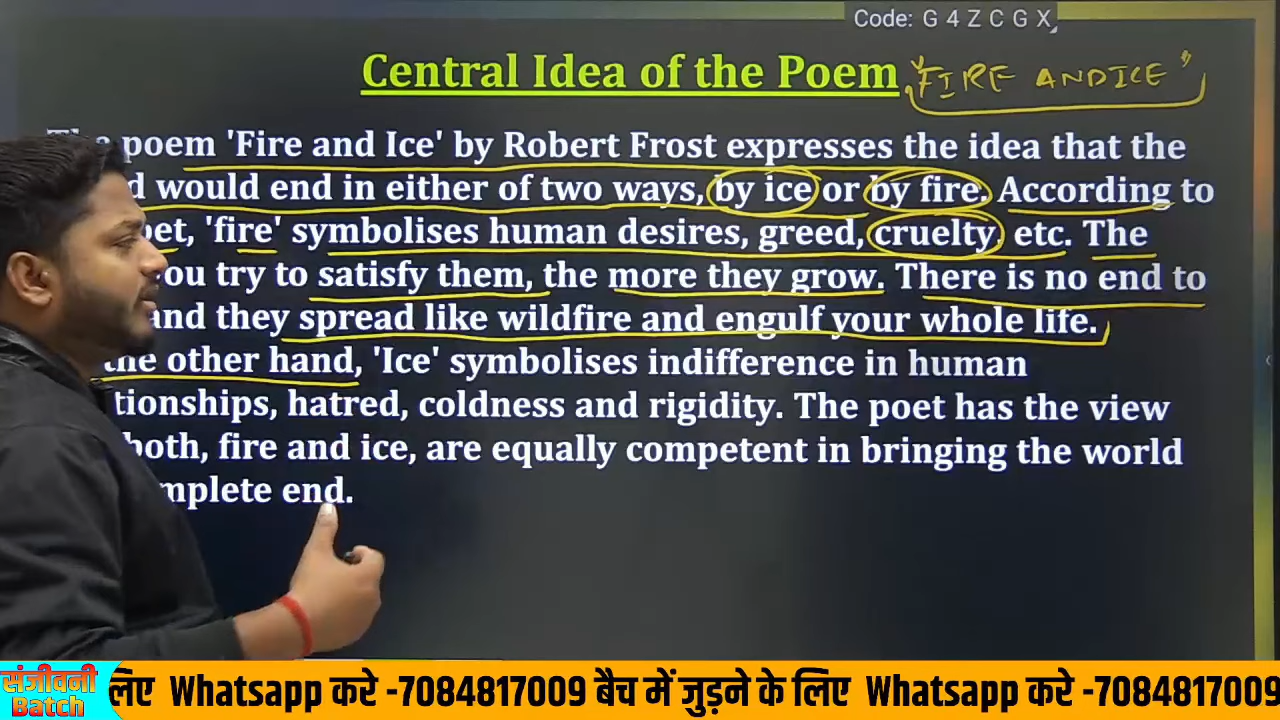 Code: G 4 Z C G X
Central Idea of the Poem "FIRE AND ICE"
poem 'Fire and Ice' by Robert Frost expresses the idea that the
would end in either of two ways, by ice or by fire. According to
'fire' symbolises human desires, greed, cruelty, etc. The
you try to satisfy them, the more they grow. There is no end to
and they spread like wildfire and engulf your whole life.
the other hand, 'Ice' symbolises indifference in human
tionships, hatred, coldness and rigidity. The poet has the view
both, fire and ice, are equally competent in bringing the world
mplete end.
संजीवनी
Batch
लिए Whatsapp करे -7084817009 बैच में जुड़ने के लिए Whatsapp करे -7084817009